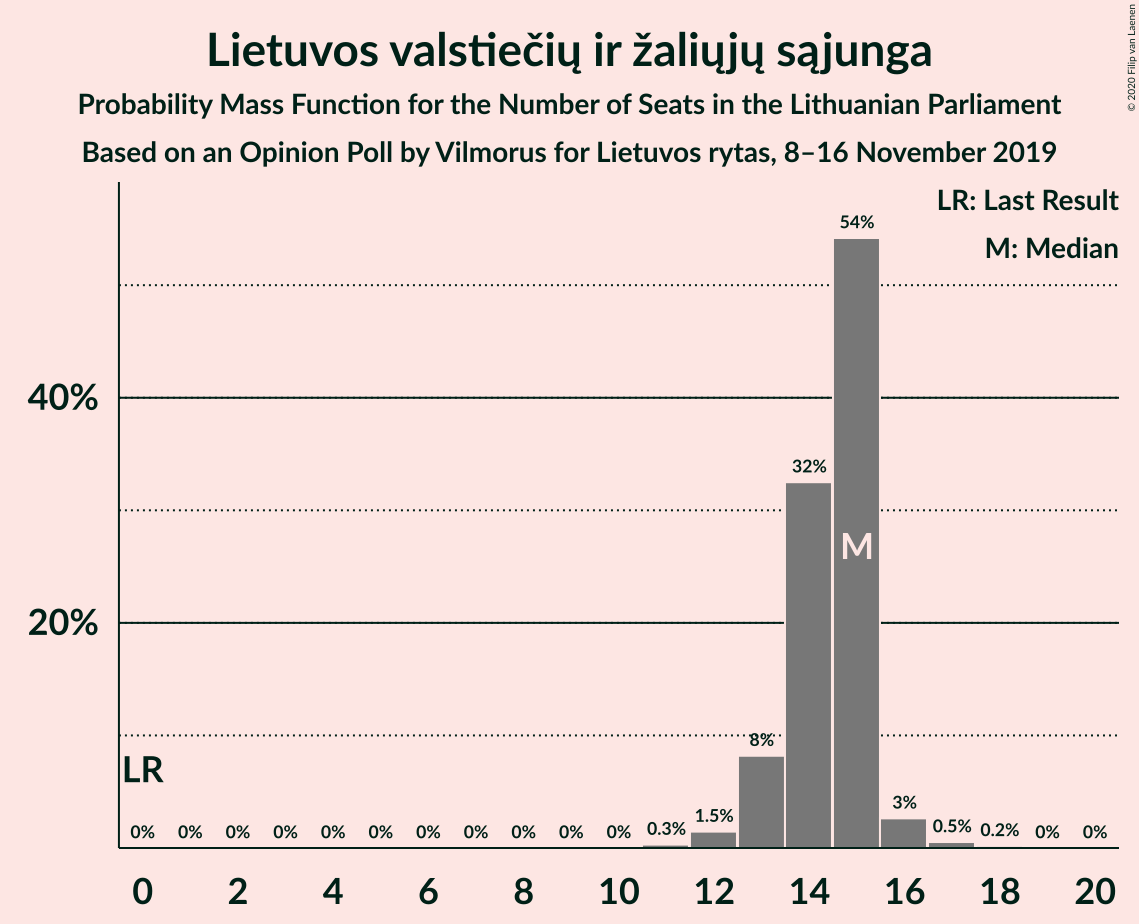 Lietuvos valstiečių ir žaliųjų sąjunga
Probability Mass Function for the Number of Seats in the Lithuanian Parliament
Based on an Opinion Poll by Vilmorus for Lietuvos rytas, 8–16 November 2019
© 2020 Filip van Laenen
LR: Last Result
M: Median
54%
40%
32%
M
20%
8%
LR
0% 0% 0% 0% 0% 0% 0% 0% 0% 0% 0% 0.3% 1.5% 3% 0.5% 0.2% 0% 0%
0 2 4 6 8 10 12 14 16 18 20